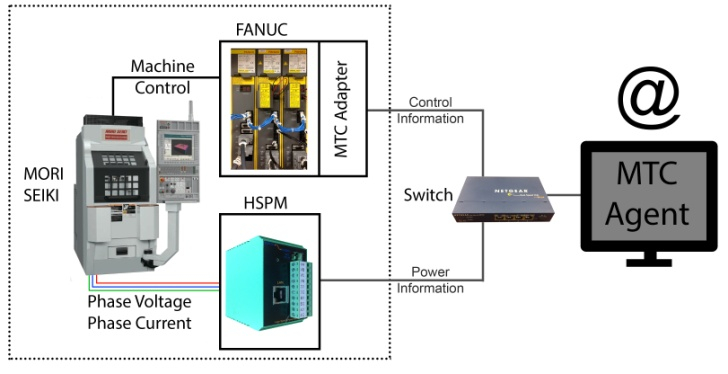 FANUC
Machine
Control
MTC Adapter
Control
Information
@
MORI
SEIKI
HSPM
Switch
NETGEAR
MTC
Agent
Phase Voltage
Phase Current
Power
Information